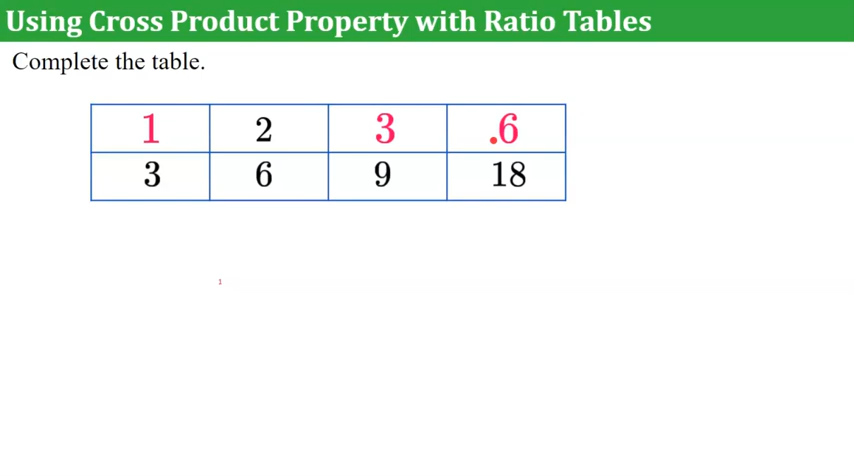 Using Cross Product Property with Ratio Tables
Complete the table.
1 2 3 .6
3 6 9 18
1